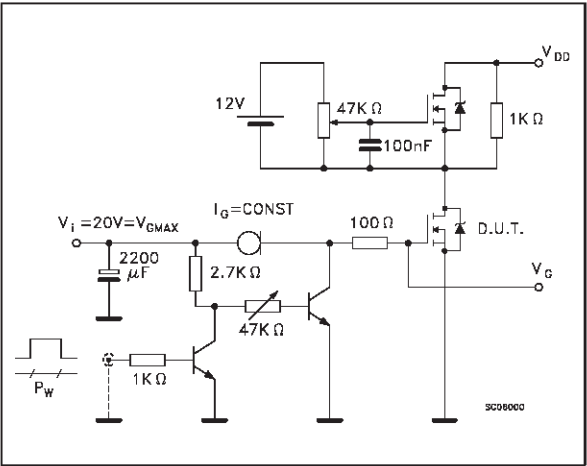 V_DD
12V
47KΩ
1KΩ
100nF
V_i =20V=V_GMAX
I_G=CONST
100Ω
D.U.T.
2200
μF
2.7KΩ
V_G
47KΩ
1KΩ
P_W
SC06000